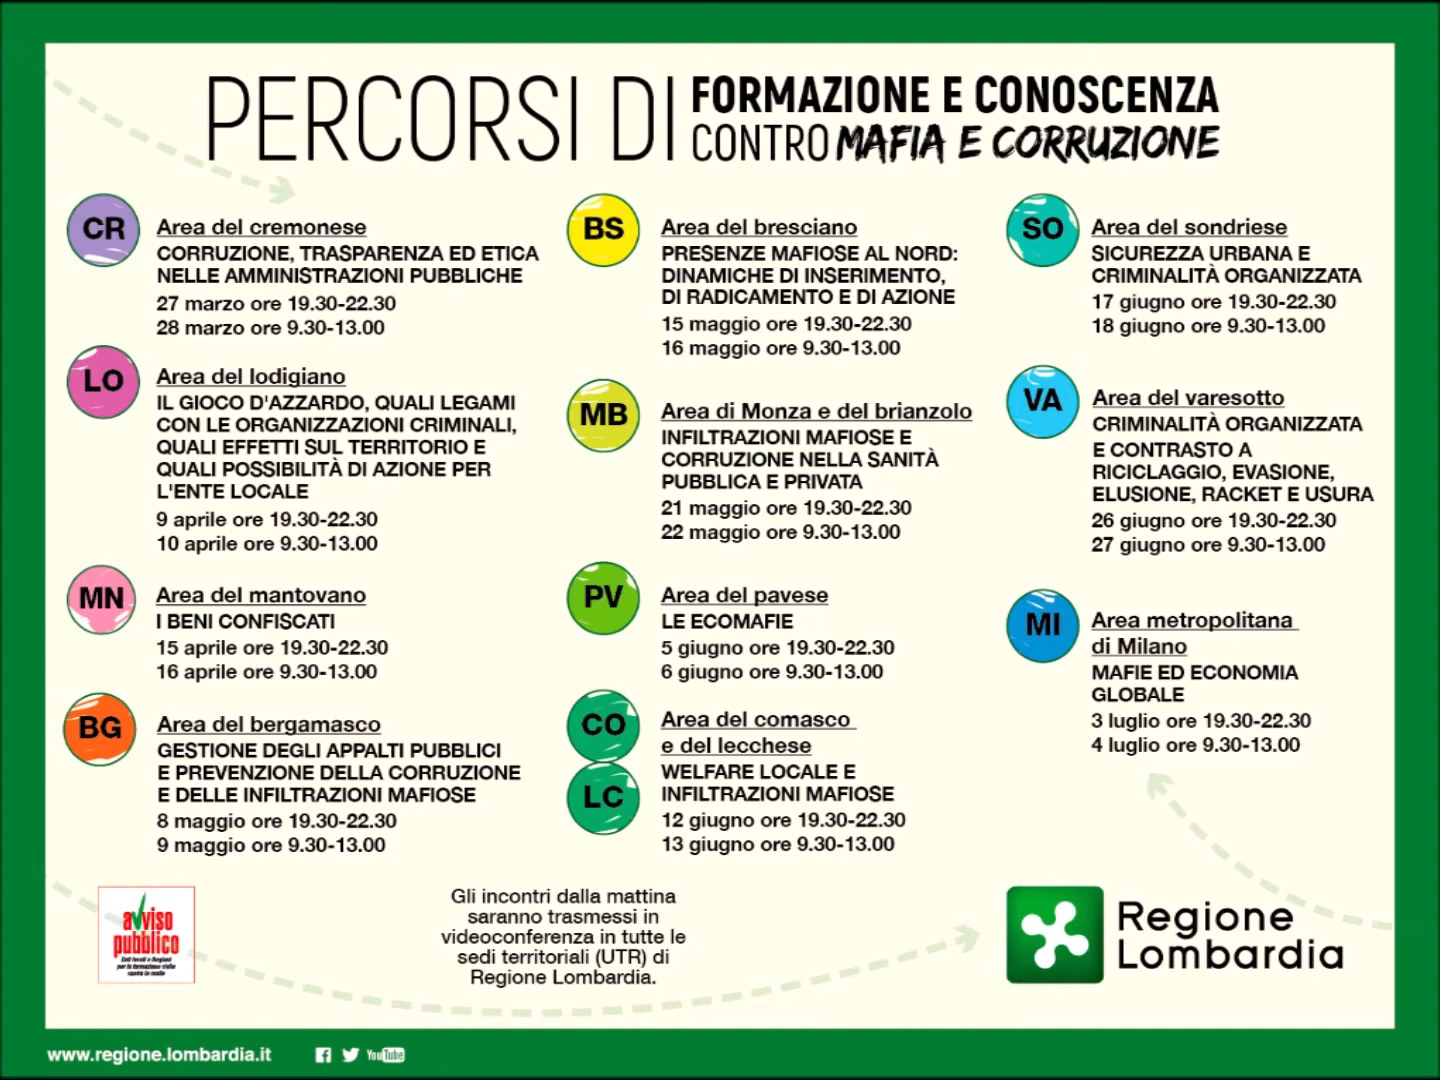 PERCORSI DI FORMAZIONE E CONOSCENZA
CONTRO MAFIA E CORRUZIONE
CR
Area del cremonese
CORRUZIONE, TRASPARENZA ED ETICA
NELLE AMMINISTRAZIONI PUBBLICHE
27 marzo ore 19.30-22.30
28 marzo ore 9.30-13.00
LO
Area del lodigiano
IL GIOCO D'AZZARDO, QUALI LEGAMI
CON LE ORGANIZZAZIONI CRIMINALI,
QUALI EFFETTI SUL TERRITORIO E
QUALI POSSIBILITÀ DI AZIONE PER
L'ENTE LOCALE
9 aprile ore 19.30-22.30
10 aprile ore 9.30-13.00
MN
Area del mantovano
I BENI CONFISCATI
15 aprile ore 19.30-22.30
16 aprile ore 9.30-13.00
BG
Area del bergamasco
GESTIONE DEGLI APPALTI PUBBLICI
E PREVENZIONE DELLA CORRUZIONE
E DELLE INFILTRAZIONI MAFIOSE
8 maggio ore 19.30-22.30
9 maggio ore 9.30-13.00
BS
Area del bresciano
PRESENZE MAFIOSE AL NORD:
DINAMICHE DI INSERIMENTO,
DI RADICAMENTO E DI AZIONE
15 maggio ore 19.30-22.30
16 maggio ore 9.30-13.00
MB
Area di Monza e del brianzolo
INFILTRAZIONI MAFIOSE E
CORRUZIONE NELLA SANITÀ
PUBBLICA E PRIVATA
21 maggio ore 19.30-22.30
22 maggio ore 9.30-13.00
PV
Area del pavese
LE ECOMAFIE
5 giugno ore 19.30-22.30
6 giugno ore 9.30-13.00
CO
LC
Area del comasco
e del lecchese
WELFARE LOCALE E
INFILTRAZIONI MAFIOSE
12 giugno ore 19.30-22.30
13 giugno ore 9.30-13.00
SO
Area del sondriese
SICUREZZA URBANA E
CRIMINALITÀ ORGANIZZATA
17 giugno ore 19.30-22.30
18 giugno ore 9.30-13.00
VA
Area del varesotto
CRIMINALITÀ ORGANIZZATA
E CONTRASTO A
RICICLAGGIO, EVASIONE,
ELUSIONE, RACKET E USURA
26 giugno ore 19.30-22.30
27 giugno ore 9.30-13.00
MI
Area metropolitana
di Milano
MAFIE ED ECONOMIA
GLOBALE
3 luglio ore 19.30-22.30
4 luglio ore 9.30-13.00
avviso
pubblico
Enti locali e Regioni
per la formazione civile
contro le mafie
Gli incontri dalla mattina
saranno trasmessi in
videoconferenza in tutte le
sedi territoriali (UTR) di
Regione Lombardia.
Regione
Lombardia
www.regione.lombardia.it
YouTube